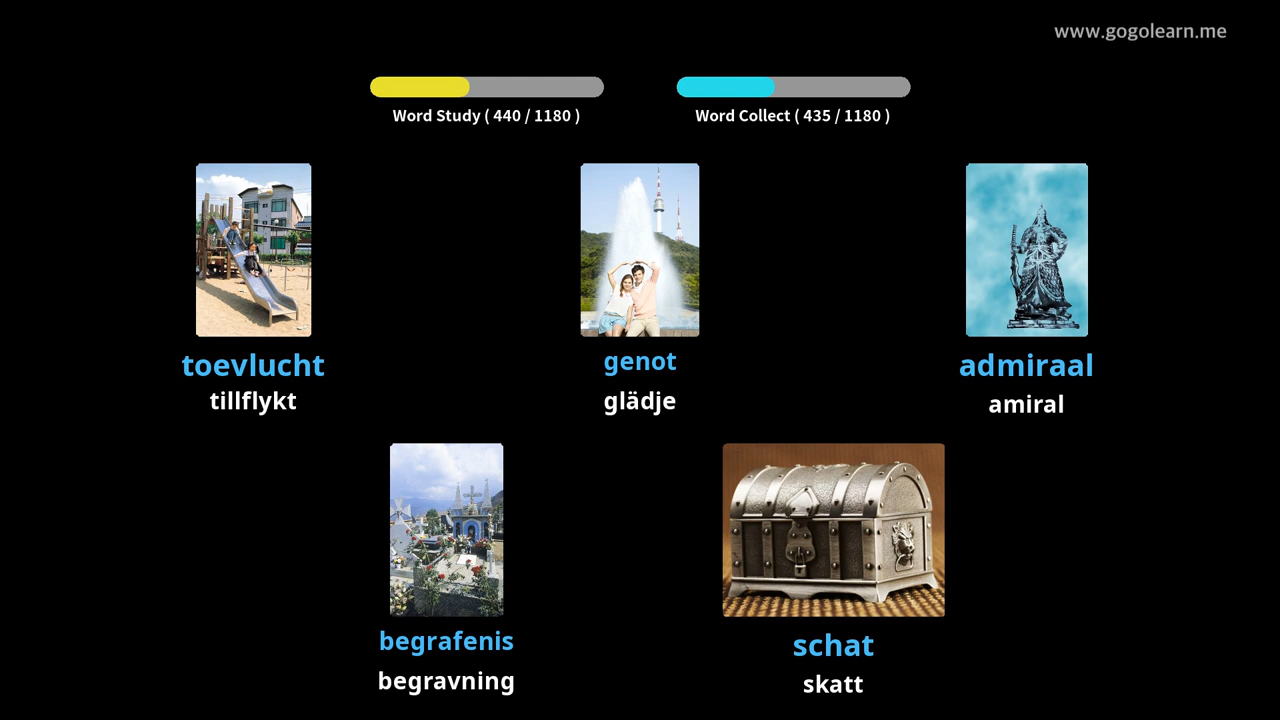 www.gogolearn.me
Word Study ( 440 / 1180 )
Word Collect ( 435 / 1180 )
toevlucht
tillflykt
genot
glädje
admiraal
amiral
begrafenis
begravning
schat
skatt